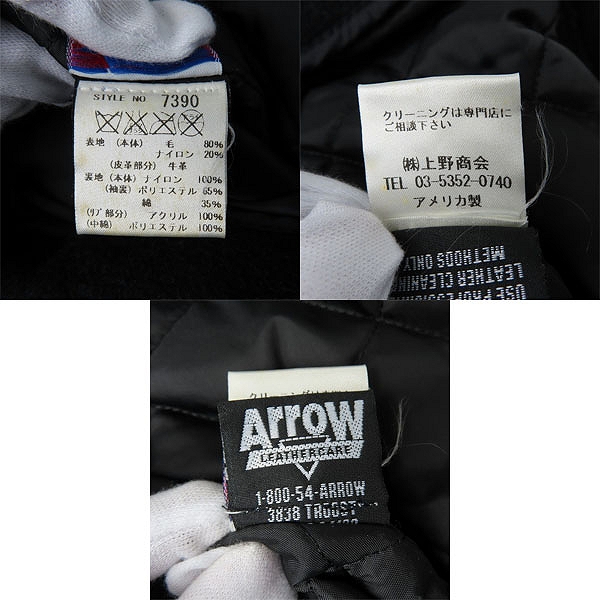 STYLE NO 7390
表地 (本体) 毛 80%
ナイロン 20%
(皮革部分) 牛革
裏地 (本体) ナイロン 100%
(袖裏) ポリエステル 65%
綿 35%
(リブ部分) アクリル 100%
(中綿) ポリエステル 100%
クリーニングは専門店に
ご相談下さい
㈱上野商会
TEL 03-5352-0740
アメリカ製
METHODS ONLY
LEATHER CLEANING
USE PROFESSIONAL
Arrow
LEATHERCARE
1-800-54-ARROW
3838 TROOST